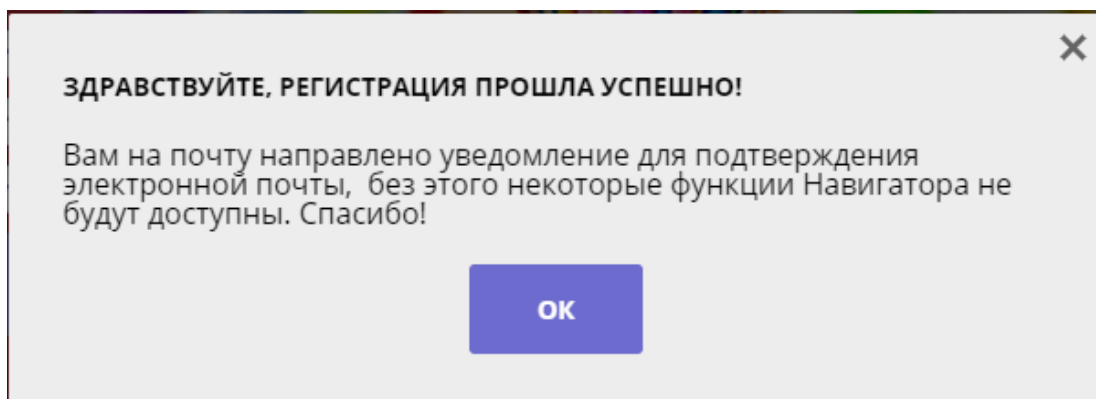 ЗДРАВСТВУЙТЕ, РЕГИСТРАЦИЯ ПРОШЛА УСПЕШНО!
Вам на почту направлено уведомление для подтверждения
электронной почты,  без этого некоторые функции Навигатора не
будут доступны. Спасибо!
ОК